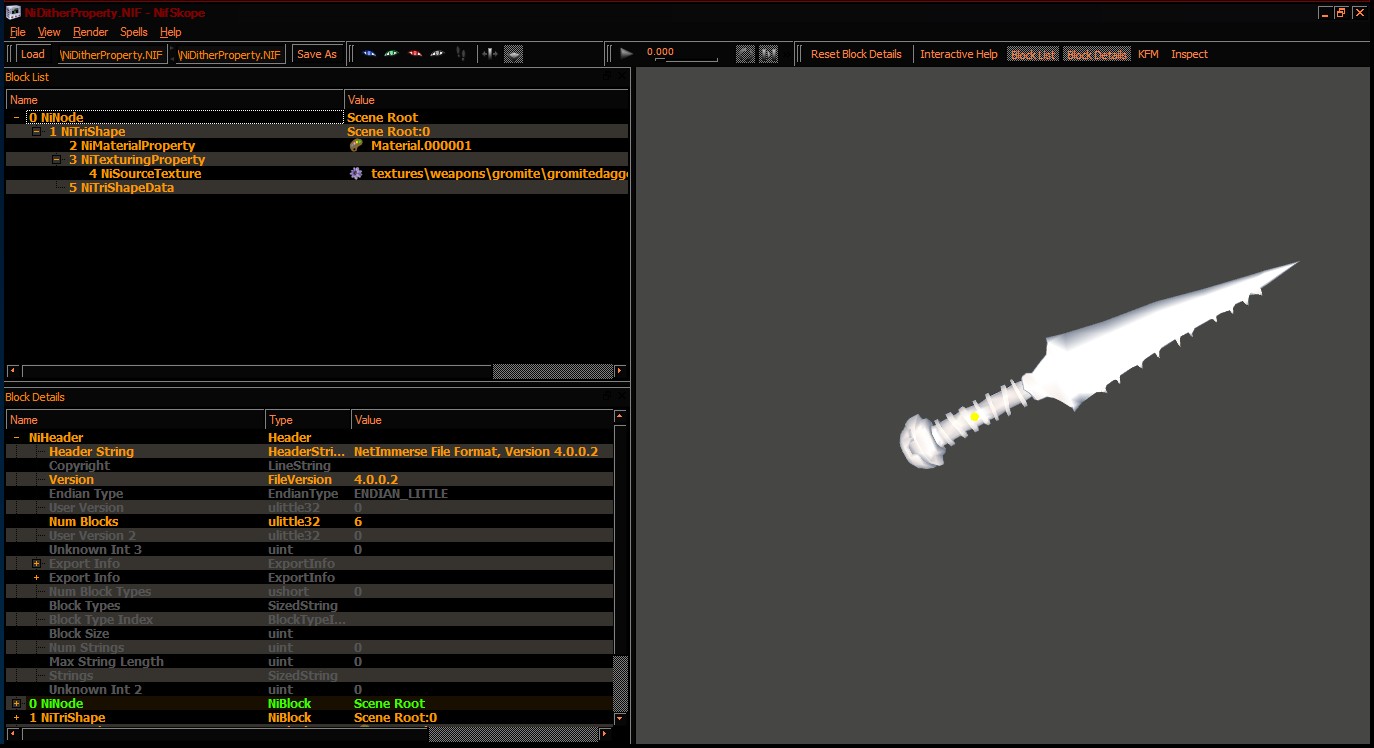 NiDitherProperty.NIF - NifSkope
File View Render Spells Help
Load \NiDitherProperty.NIF \NiDitherProperty.NIF Save As 0.000 Reset Block Details Interactive Help Block List Block Details KFM Inspect
Block List
Name Value
0 NiNode Scene Root
1 NiTriShape Scene Root:0
2 NiMaterialProperty Material.000001
3 NiTexturingProperty
4 NiSourceTexture textures\weapons\gromite\gromitedagg
5 NiTriShapeData
Block Details
Name Type Value
NiHeader Header
Header String HeaderStri... NetImmerse File Format, Version 4.0.0.2
Copyright LineString
Version FileVersion 4.0.0.2
Endian Type EndianType ENDIAN_LITTLE
User Version ulittle32 0
Num Blocks ulittle32 6
User Version 2 ulittle32 0
Unknown Int 3 uint 0
Export Info ExportInfo
Export Info ExportInfo
Num Block Types ushort 0
Block Types SizedString
Block Type Index BlockTypeI...
Block Size uint
Num Strings uint 0
Max String Length uint 0
Strings SizedString
Unknown Int 2 uint 0
0 NiNode NiBlock Scene Root
1 NiTriShape NiBlock Scene Root:0